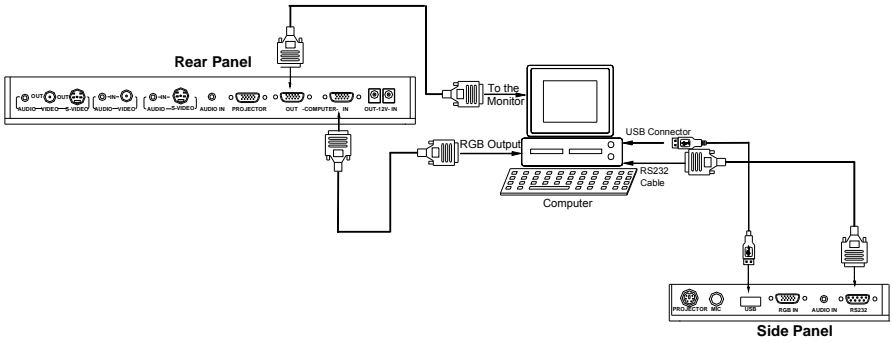 Rear Panel
To the
Monitor
OUT OUT -IN- -IN-
AUDIO VIDEO S-VIDEO AUDIO VIDEO AUDIO S-VIDEO AUDIO IN PROJECTOR OUT -COMPUTER- IN OUT-12V- IN
USB Connector
RGB Output
RS232
Cable
Computer
PROJECTOR MIC USB RGB IN AUDIO IN RS232
Side Panel